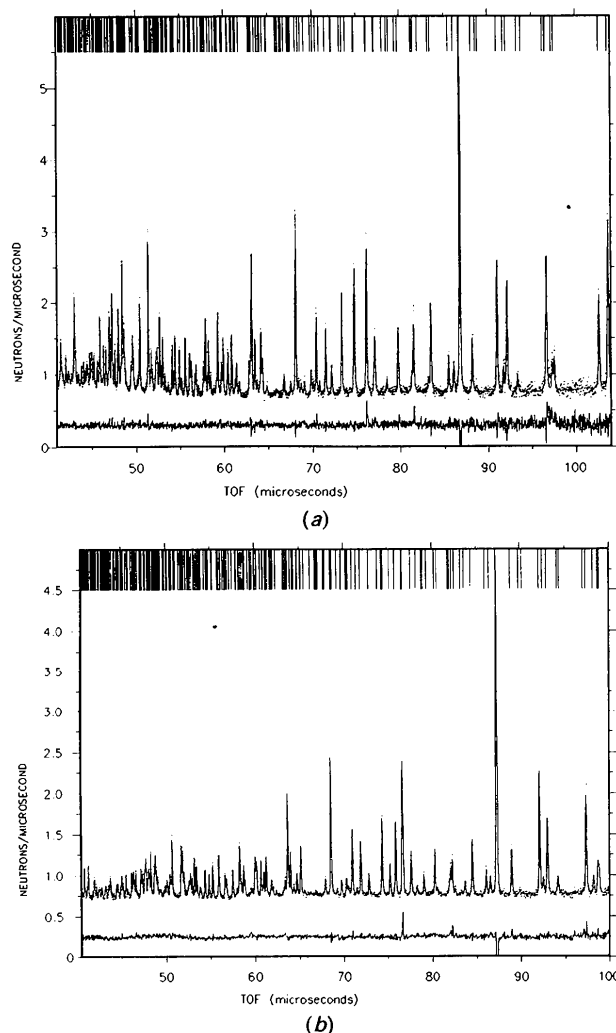 5
4
3
2
1
0
NEUTRONS/MICROSECOND
50 60 70 80 90 100
TOF (microseconds)
(a)
4.5
4.0
3.5
3.0
2.5
2.0
1.5
1.0
0.5
0
NEUTRONS/MICROSECOND
50 60 70 80 90 100
TOF (microseconds)
(b)